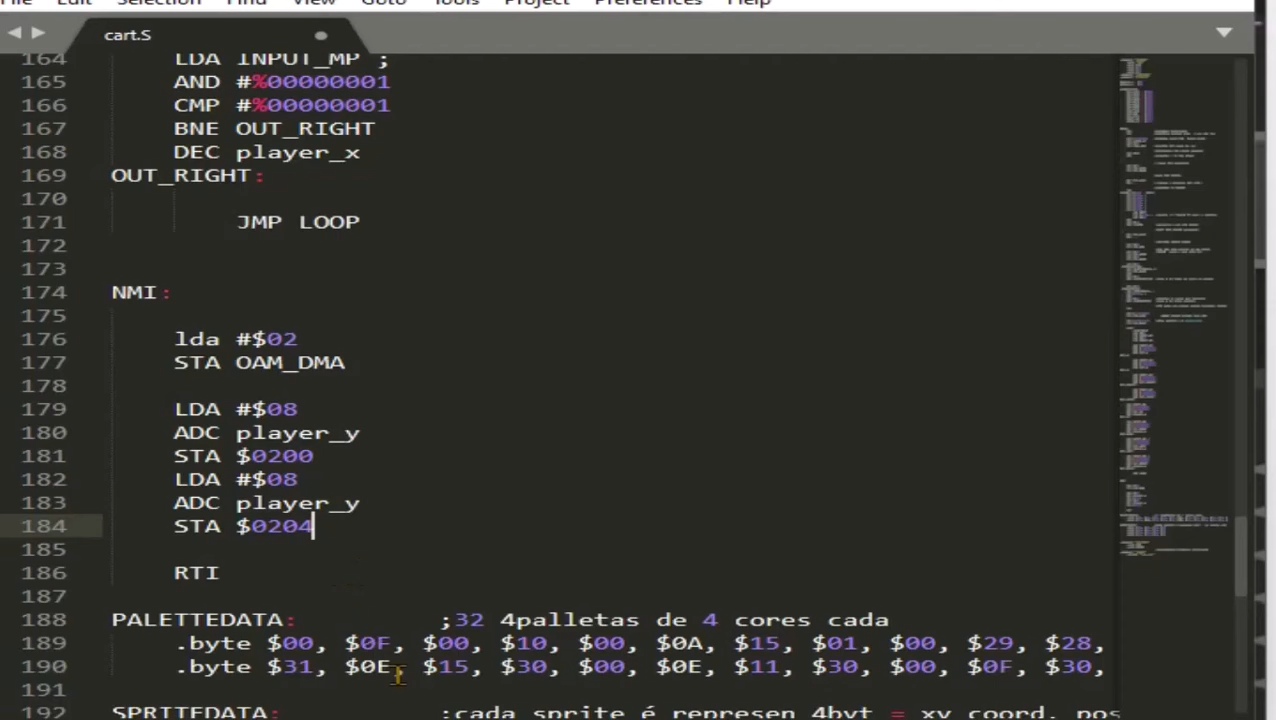 File Edit Selection Find View Goto Tools Project Preferences Help
cart.S
164 LDA INPUT_MP ;
165 AND #%00000001
166 CMP #%00000001
167 BNE OUT_RIGHT
168 DEC player_x
169 OUT_RIGHT:
170
171 JMP LOOP
172
173
174 NMI:
175
176 lda #$02
177 STA OAM_DMA
178
179 LDA #$08
180 ADC player_y
181 STA $0200
182 LDA #$08
183 ADC player_y
184 STA $0204
185
186 RTI
187
188 PALETTEDATA: ;32 4palletas de 4 cores cada
189 .byte $00, $0F, $00, $10, $00, $0A, $15, $01, $00, $29, $28,
190 .byte $31, $0E, $15, $30, $00, $0E, $11, $30, $00, $0F, $30,
191
192 SPRITEDATA: ;cada sprite é represen 4byt = xy coord, pos